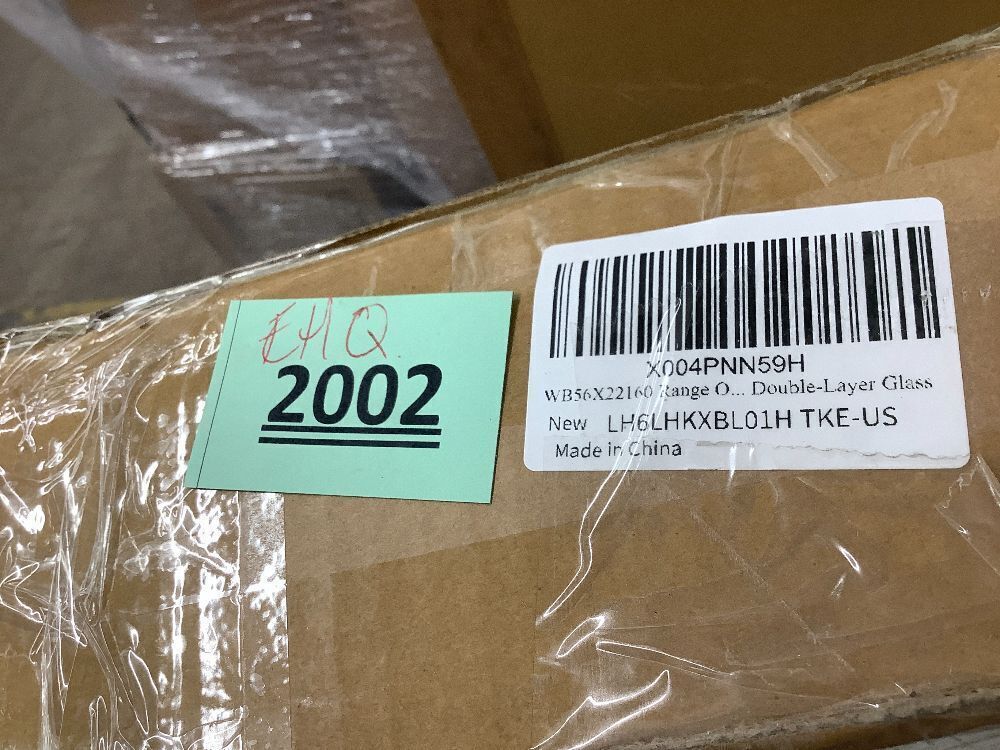 EHQ
2002
X004PNN59H
WB56X22160 Range O... Double-Layer Glass
New LH6LHKXBL01H TKE-US
Made in China